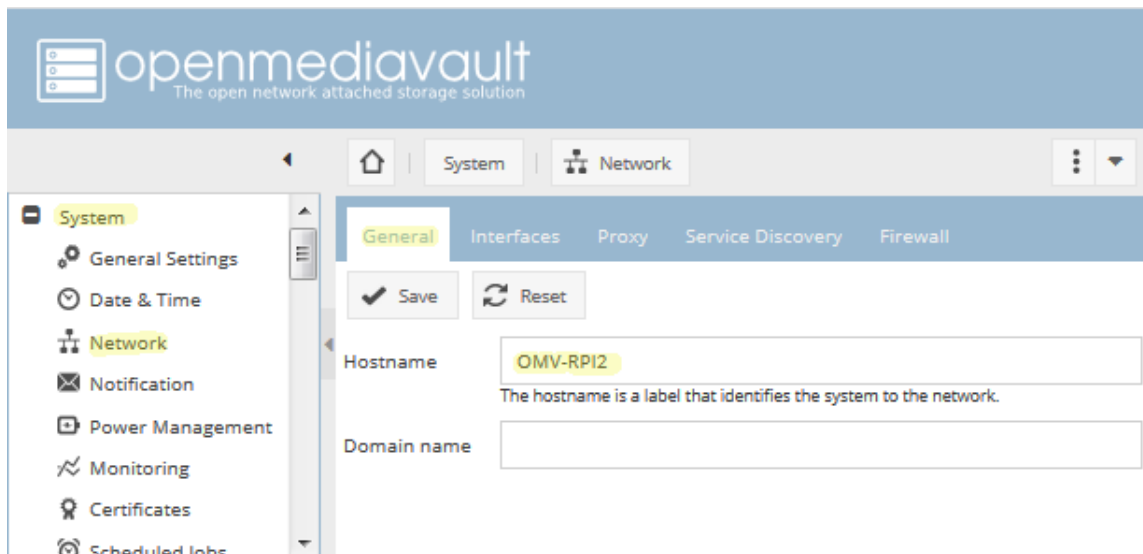 openmediavault
The open network attached storage solution
System
Network
System
General Settings
Date & Time
Network
Notification
Power Management
Monitoring
Certificates
Scheduled Jobs
General Interfaces Proxy Service Discovery Firewall
Save Reset
Hostname OMV-RPI2
The hostname is a label that identifies the system to the network.
Domain name